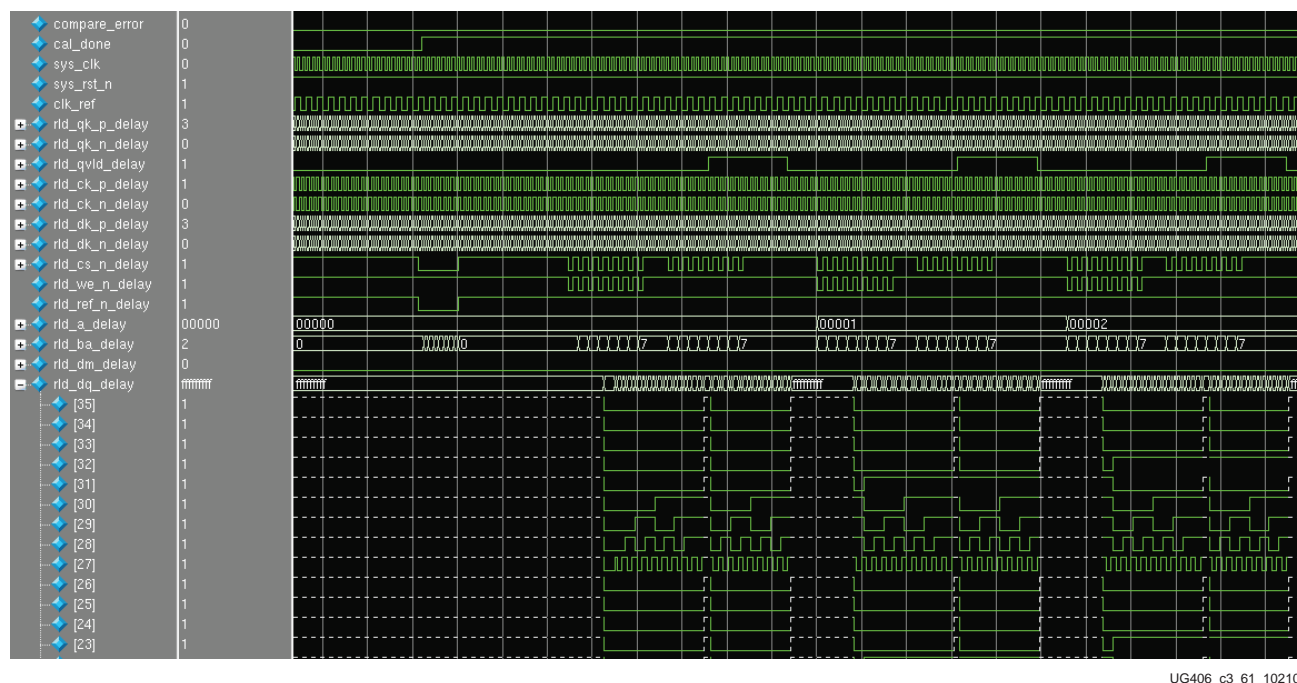 compare_error 0
cal_done 0
sys_clk 0
sys_rst_n 1
clk_ref 1
rld_qk_p_delay 3
rld_qk_n_delay 0
rld_qvld_delay 1
rld_ck_p_delay 1
rld_ck_n_delay 0
rld_dk_p_delay 3
rld_dk_n_delay 0
rld_cs_n_delay 1
rld_we_n_delay 1
rld_ref_n_delay 1
rld_a_delay 00000 00000 00001 00002
rld_ba_delay 2 0 0 7 7 7 7 7 7
rld_dm_delay 0
rld_dq_delay fffffffff fffffffff fffffffff fffffffff
[35] 1
[34] 1
[33] 1
[32] 1
[31] 1
[30] 1
[29] 1
[28] 1
[27] 1
[26] 1
[25] 1
[24] 1
[23] 1
UG406_c3_61_10210